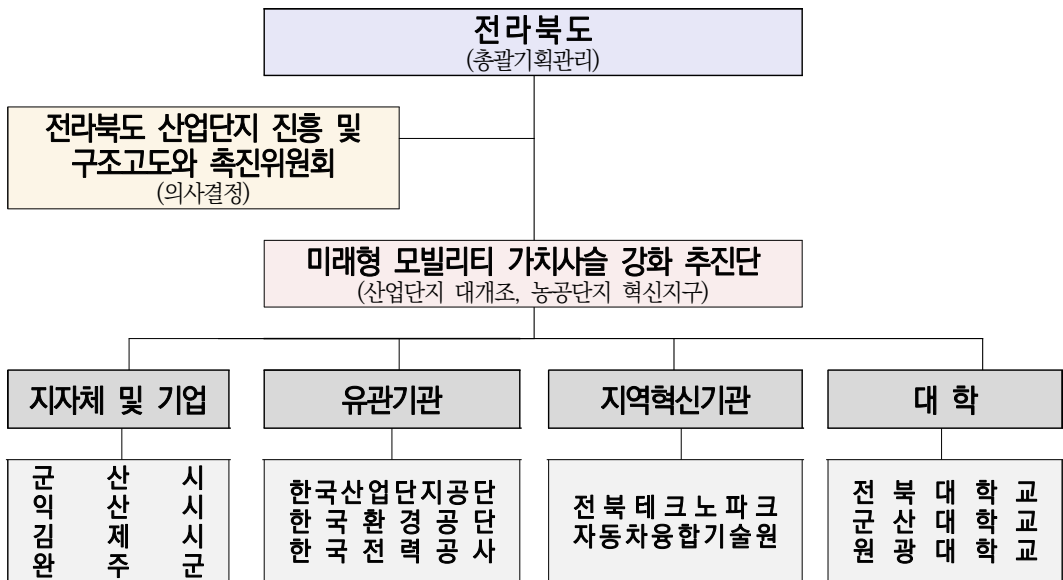 전라북도
(총괄기획관리)
전라북도 산업단지 진흥 및
구조고도와 촉진위원회
(의사결정)
미래형 모빌리티 가치사슬 강화 추진단
(산업단지 대개조, 농공단지 혁신지구)
지자체 및 기업
유관기관
지역혁신기관
대 학
군 산 시
익 산 시
김 제 시
완 주 군
한국산업단지공단
한 국 환 경 공 단
한 국 전 력 공 사
전 북 테 크 노 파 크
자동차융합기술원
전 북 대 학 교
군 산 대 학 교
원 광 대 학 교